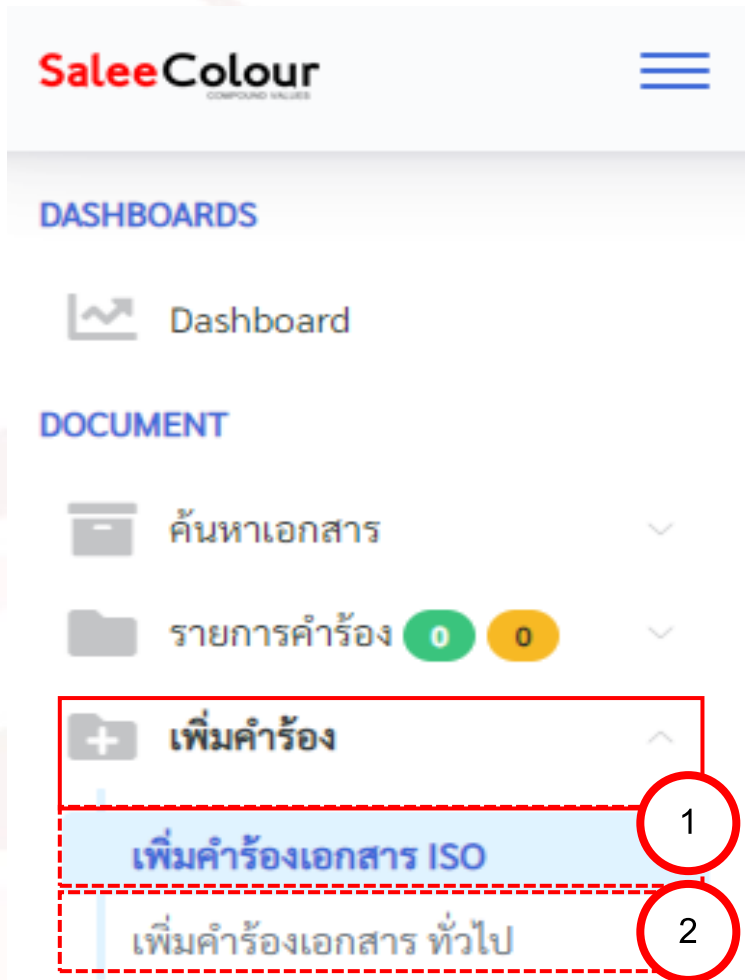 SaleeColour
COMPOUND VALUES
DASHBOARDS
Dashboard
DOCUMENT
ค้นหาเอกสาร
รายการคำร้อง 0 0
เพิ่มคำร้อง
1
เพิ่มคำร้องเอกสาร ISO
เพิ่มคำร้องเอกสาร ทั่วไป 2